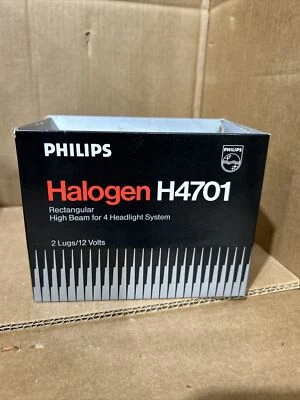 PHILIPS
PHILIPS
Halogen H4701
Rectangular
High Beam for 4 Headlight System
2 Lugs/12 Volts